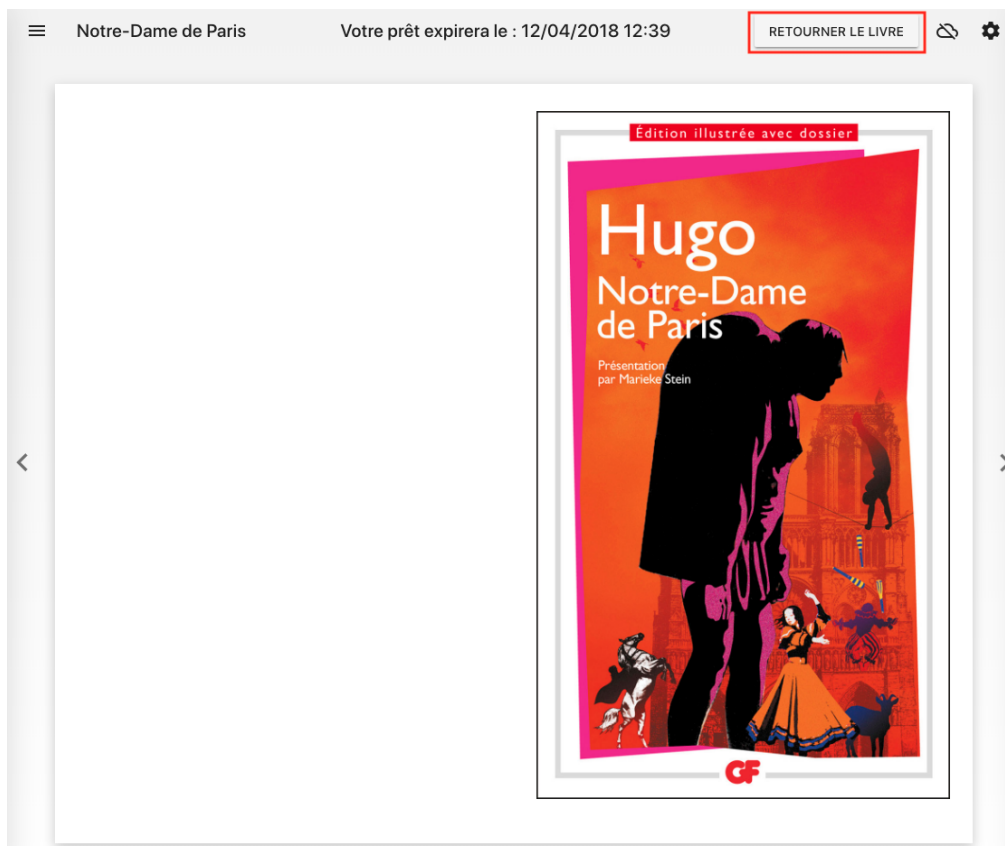 Notre-Dame de Paris
Votre prêt expirera le : 12/04/2018 12:39
RETOURNER LE LIVRE
Édition illustrée avec dossier
Hugo
Notre-Dame
de Paris
Présentation
par Marieke Stein
GF